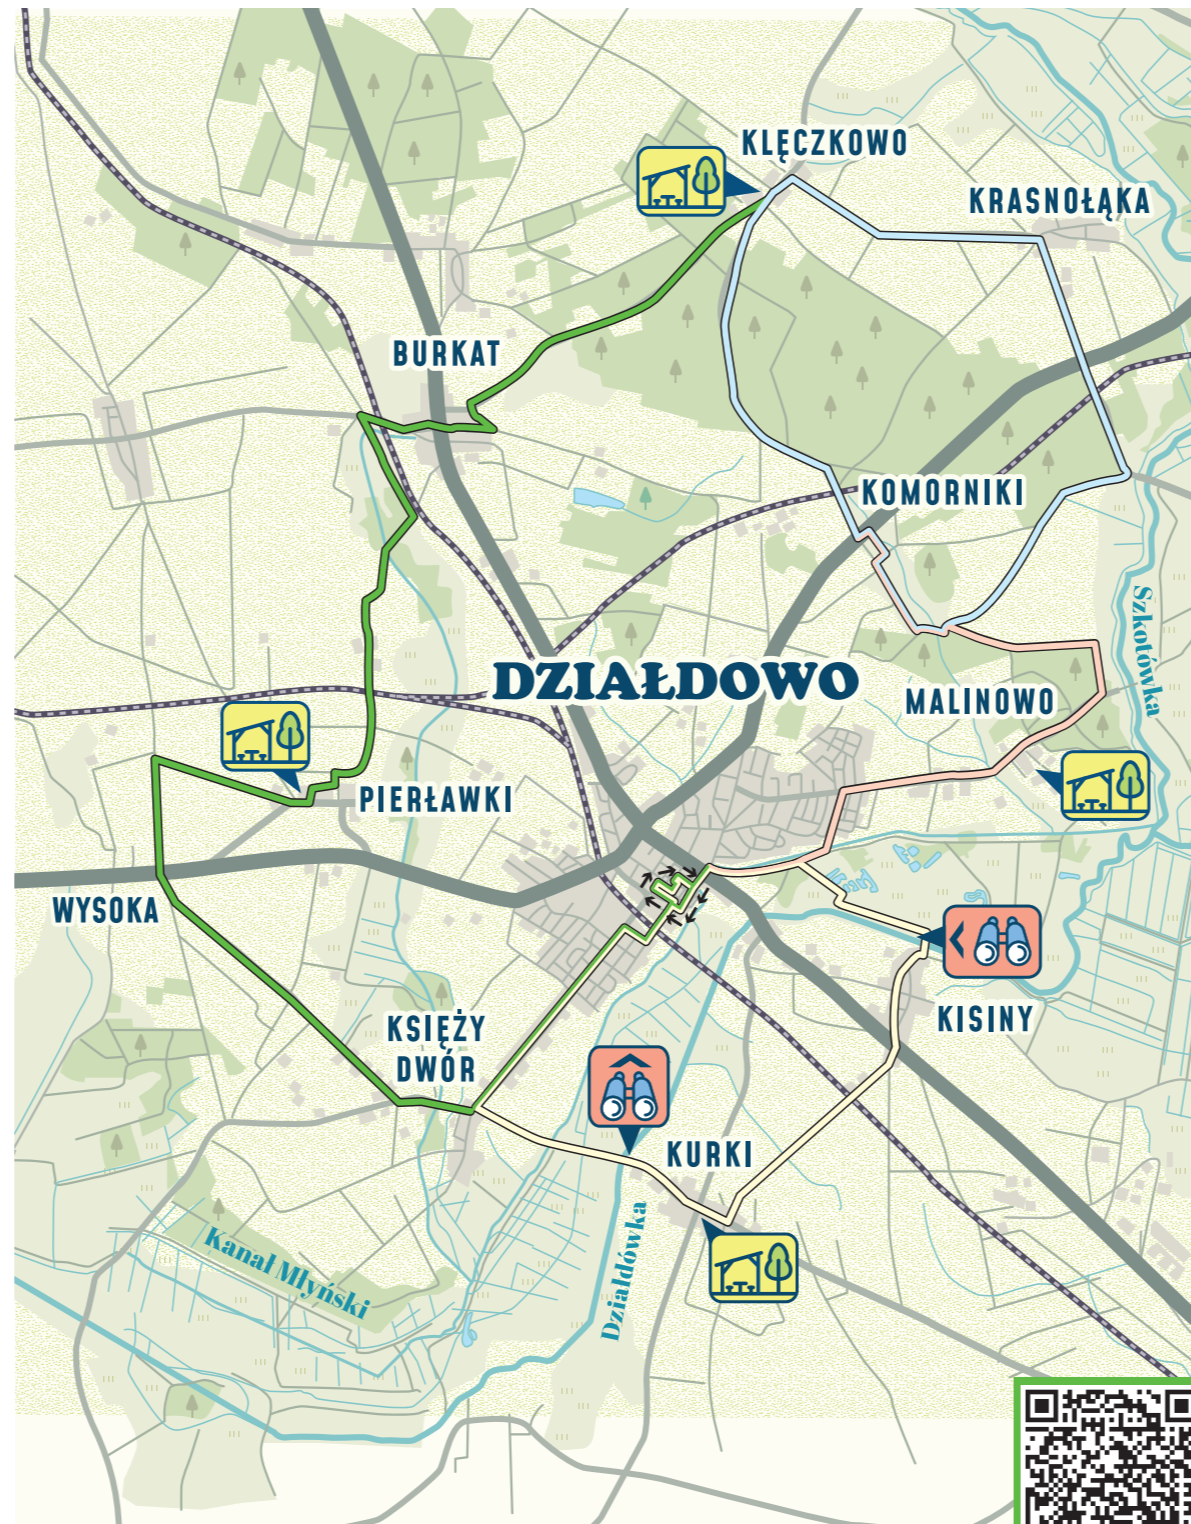 KLĘCZKOWO
KRASNOŁĄKA
BURKAT
KOMORNIKI
Szkotówka
DZIAŁDOWO
MALINOWO
PIERŁAWKI
WYSOKA
KISINY
KSIĘŻY
DWÓR
KURKI
Działdówka
Kanał Młyński